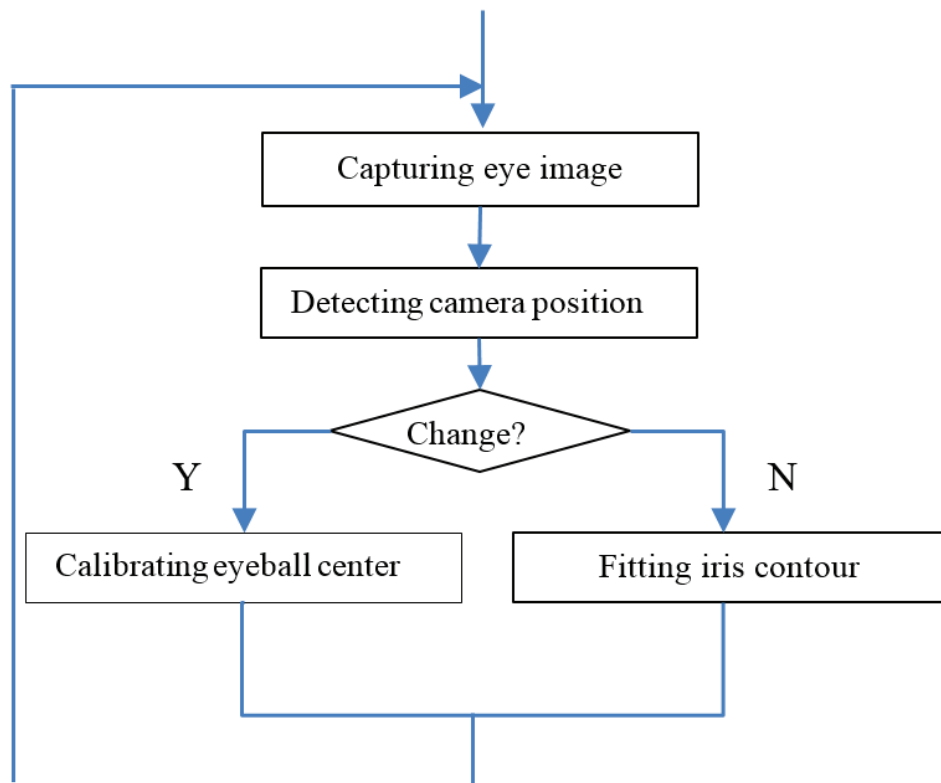 Capturing eye image
Detecting camera position
Change?
Y
N
Calibrating eyeball center
Fitting iris contour